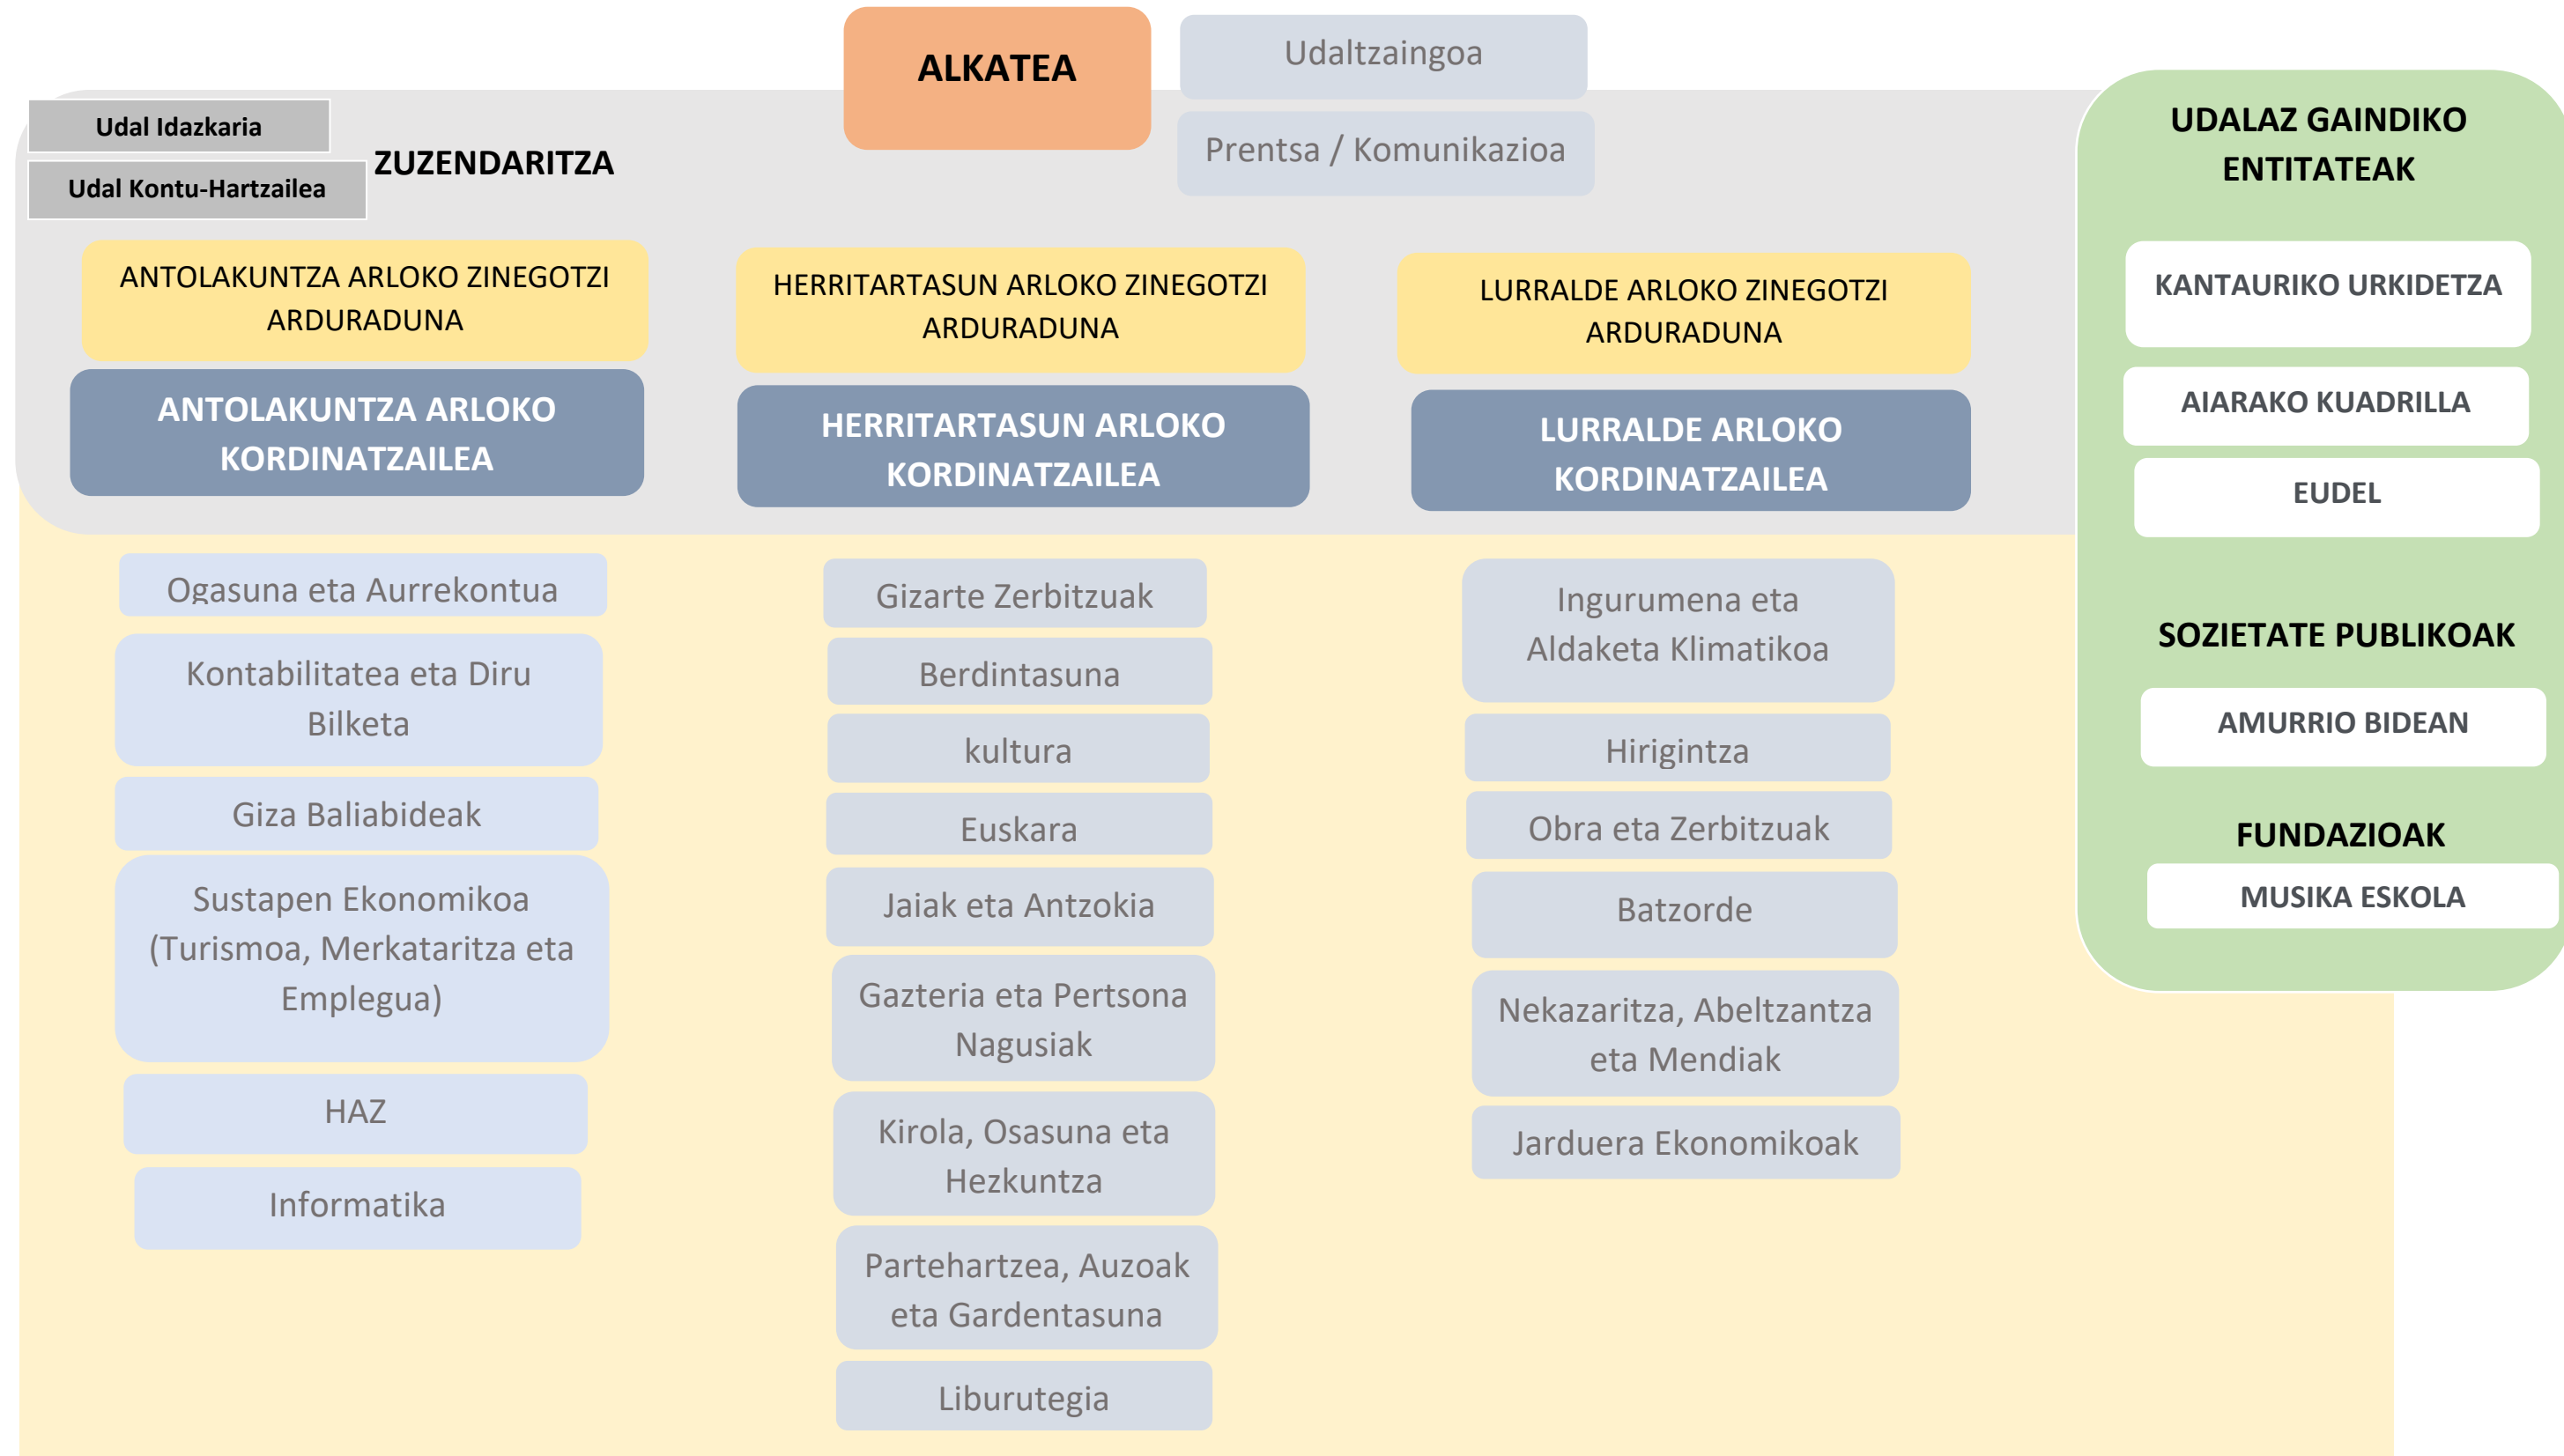 ALKATEA
Udaltzaingoa
Prentsa / Komunikazioa
Udal Idazkaria
Udal Kontu-Hartzailea
ZUZENDARITZA
ANTOLAKUNTZA ARLOKO ZINEGOTZI
ARDURADUNA
ANTOLAKUNTZA ARLOKO
KORDINATZAILEA
Ogasuna eta Aurrekontua
Kontabilitatea eta Diru
Bilketa
Giza Baliabideak
Sustapen Ekonomikoa
(Turismoa, Merkataritza eta
Emplegua)
HAZ
Informatika
HERRITARTASUN ARLOKO ZINEGOTZI
ARDURADUNA
HERRITARTASUN ARLOKO
KORDINATZAILEA
Gizarte Zerbitzuak
Berdintasuna
kultura
Euskara
Jaiak eta Antzokia
Gazteria eta Pertsona
Nagusiak
Kirola, Osasuna eta
Hezkuntza
Partehartzea, Auzoak
eta Gardentasuna
Liburutegia
LURRALDE ARLOKO ZINEGOTZI
ARDURADUNA
LURRALDE ARLOKO
KORDINATZAILEA
Ingurumena eta
Aldaketa Klimatikoa
Hirigintza
Obra eta Zerbitzuak
Batzorde
Nekazaritza, Abeltzantza
eta Mendiak
Jarduera Ekonomikoak
UDALAZ GAINDIKO
ENTITATEAK
KANTAURIKO URKIDETZA
AIARAKO KUADRILLA
EUDEL
SOZIETATE PUBLIKOAK
AMURRIO BIDEAN
FUNDAZIOAK
MUSIKA ESKOLA